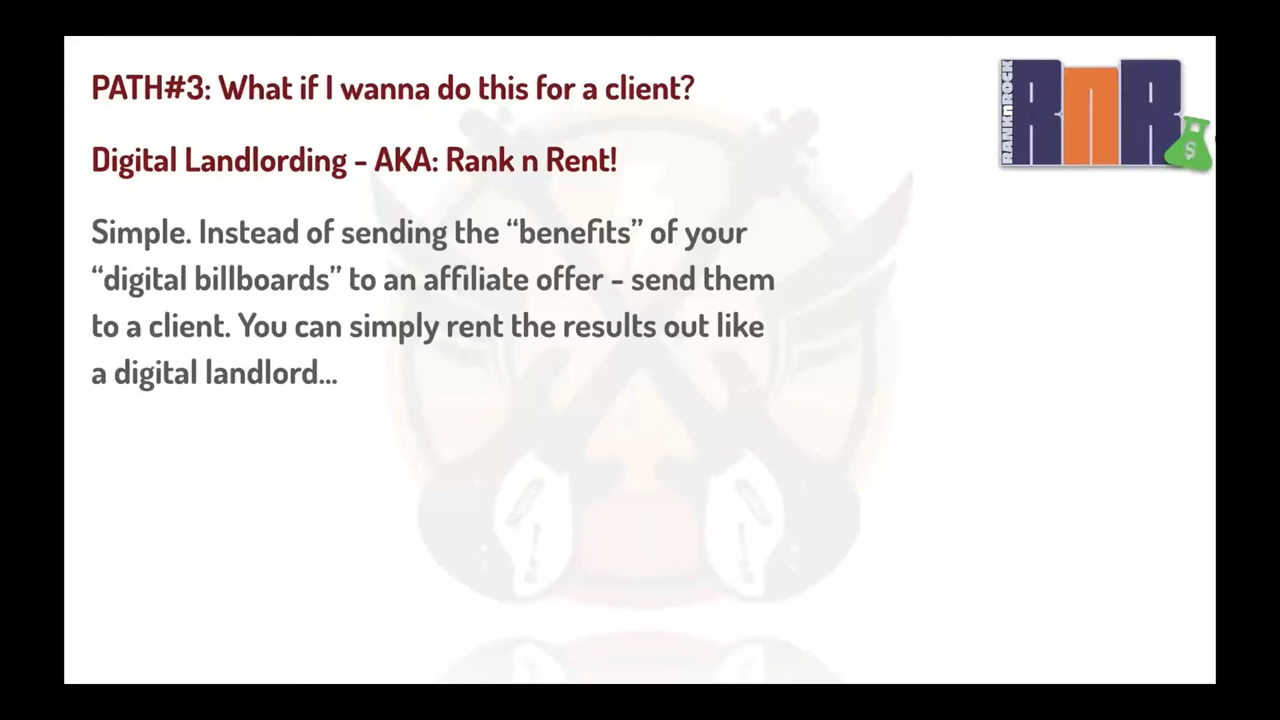 PATH#3: What if I wanna do this for a client?
RANKnROCK
RnR
$
Digital Landlording - AKA: Rank n Rent!
Simple. Instead of sending the “benefits” of your
“digital billboards” to an affiliate offer - send them
to a client. You can simply rent the results out like
a digital landlord...